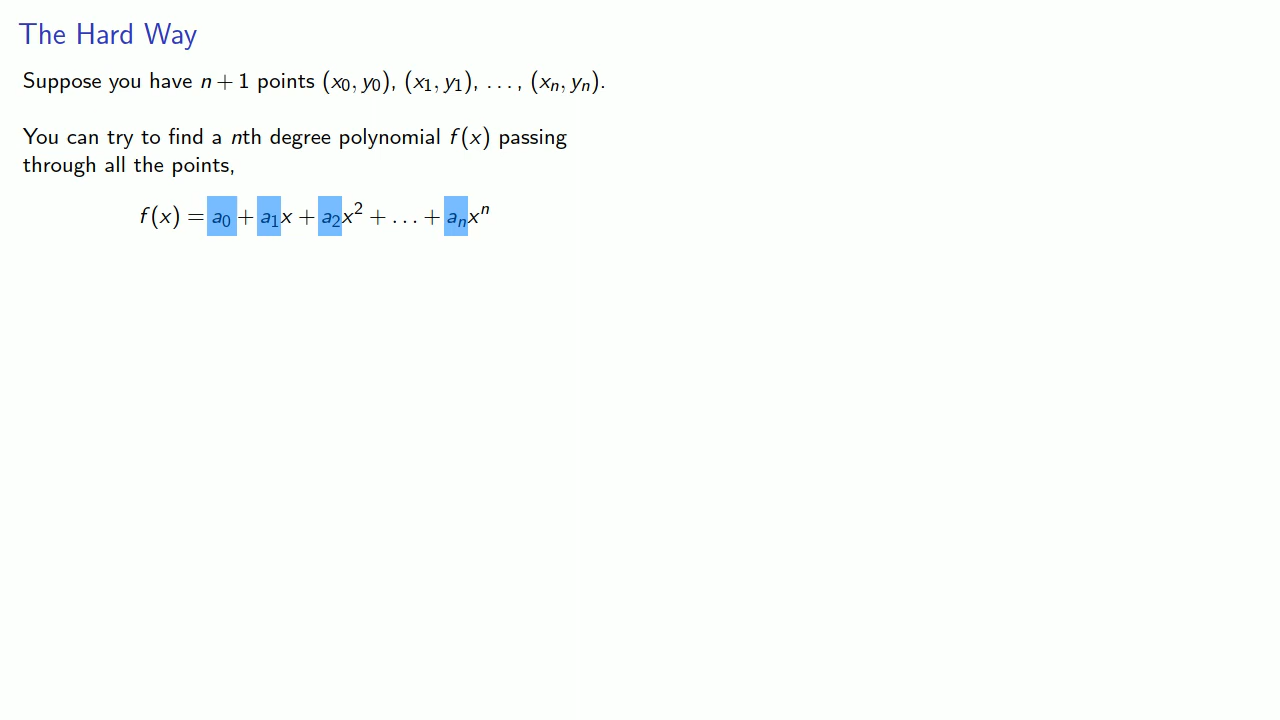 The Hard Way
Suppose you have n + 1 points (x₀, y₀), (x₁, y₁), ..., (xₙ, yₙ).
You can try to find a nth degree polynomial f(x) passing
through all the points,
f(x) = a₀ + a₁x + a₂x² + ... + aₙxⁿ